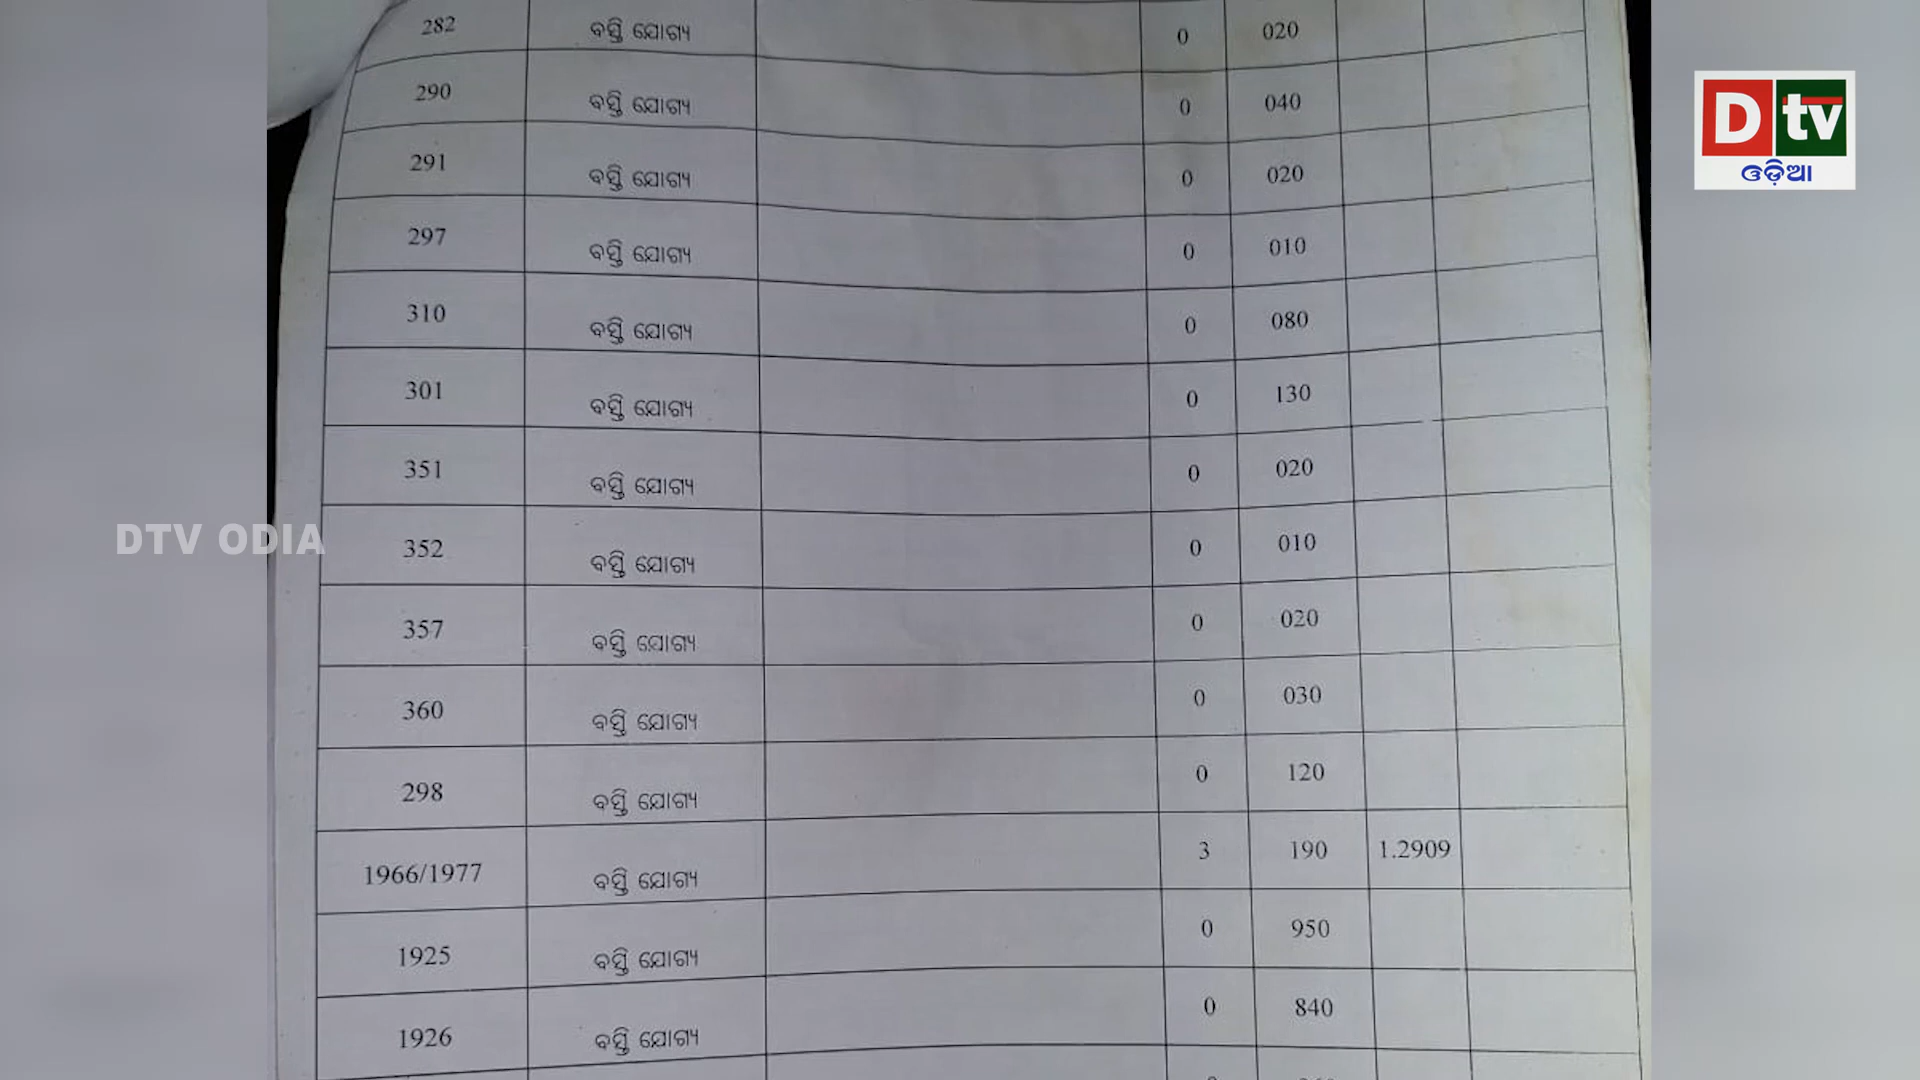 282 ବସ୍ତି ଯୋଗ୍ୟ 0 020
290 ବସ୍ତି ଯୋଗ୍ୟ 0 040
291 ବସ୍ତି ଯୋଗ୍ୟ 0 020
297 ବସ୍ତି ଯୋଗ୍ୟ 0 010
310 ବସ୍ତି ଯୋଗ୍ୟ 0 080
301 ବସ୍ତି ଯୋଗ୍ୟ 0 130
351 ବସ୍ତି ଯୋଗ୍ୟ 0 020
352 ବସ୍ତି ଯୋଗ୍ୟ 0 010
357 ବସ୍ତି ଯୋଗ୍ୟ 0 020
360 ବସ୍ତି ଯୋଗ୍ୟ 0 030
298 ବସ୍ତି ଯୋଗ୍ୟ 0 120
1966/1977 ବସ୍ତି ଯୋଗ୍ୟ 3 190 1.2909
1925 ବସ୍ତି ଯୋଗ୍ୟ 0 950
1926 ବସ୍ତି ଯୋଗ୍ୟ 0 840
D tv
ଓଡ଼ିଆ
DTV ODIA